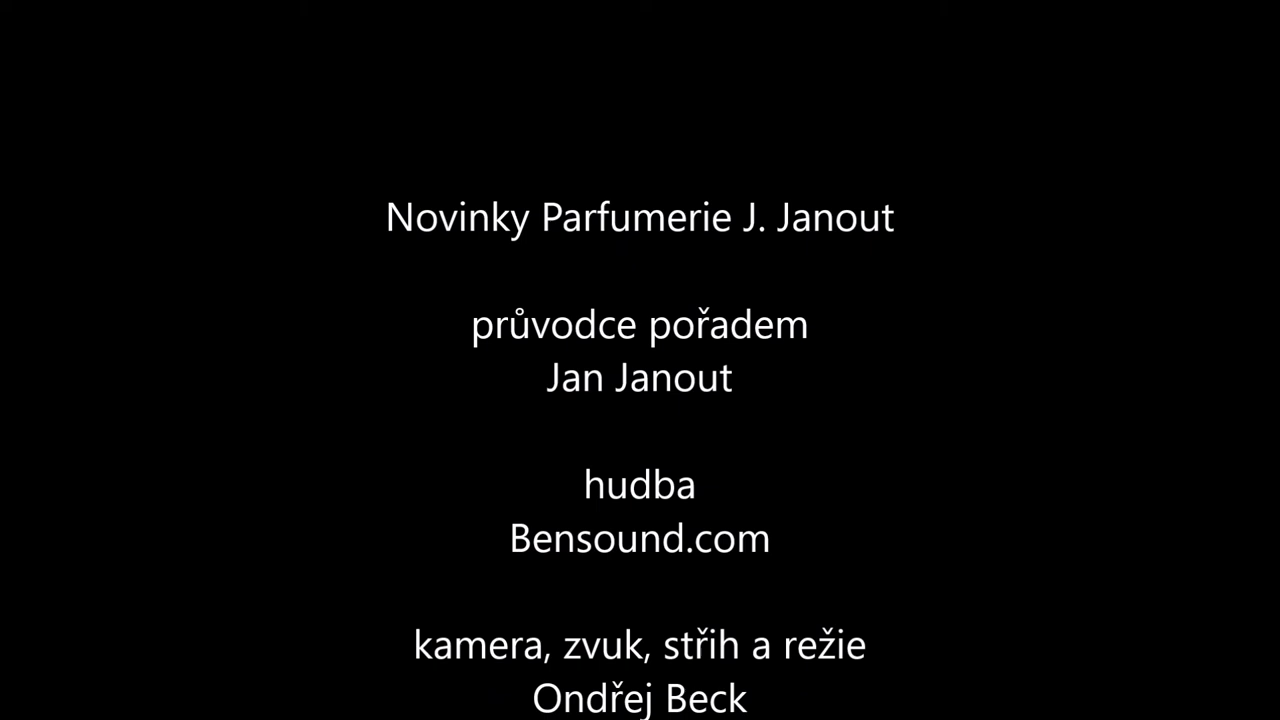 Novinky Parfumerie J. Janout
průvodce pořadem
Jan Janout
hudba
Bensound.com
kamera, zvuk, střih a režie
Ondřej Beck